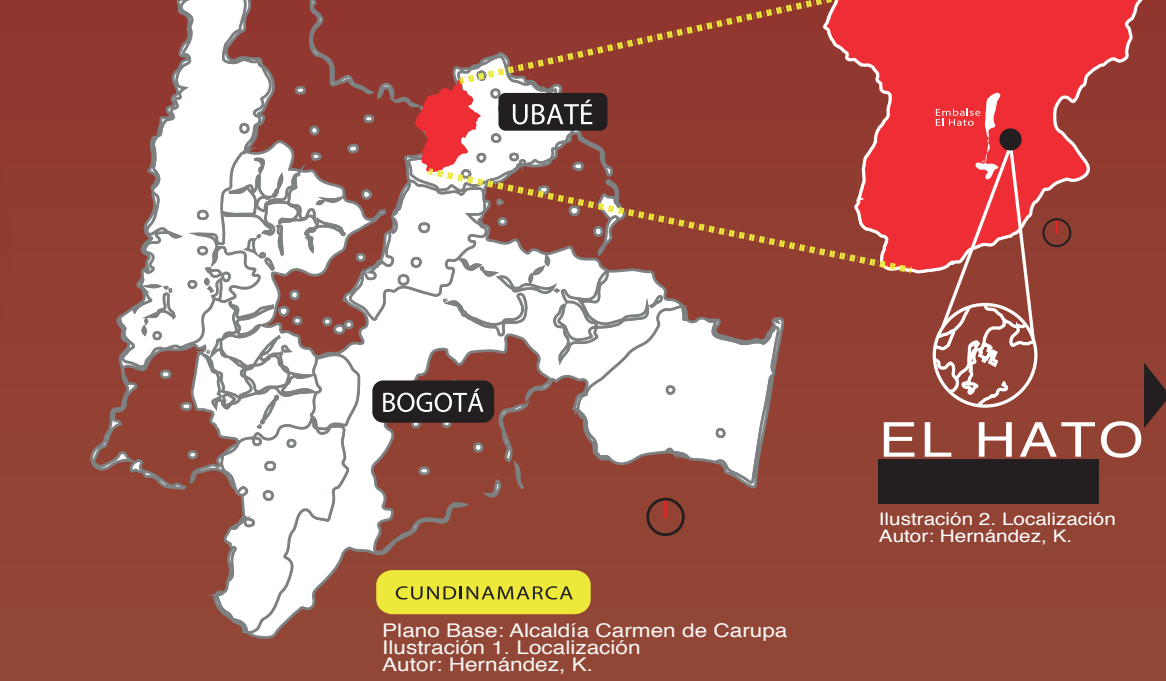 UBATÉ
Embalse
El Hato
BOGOTÁ
EL HATO
Ilustración 2. Localización
Autor: Hernández, K.
CUNDINAMARCA
Plano Base: Alcaldía Carmen de Carupa
Ilustración 1. Localización
Autor: Hernández, K.